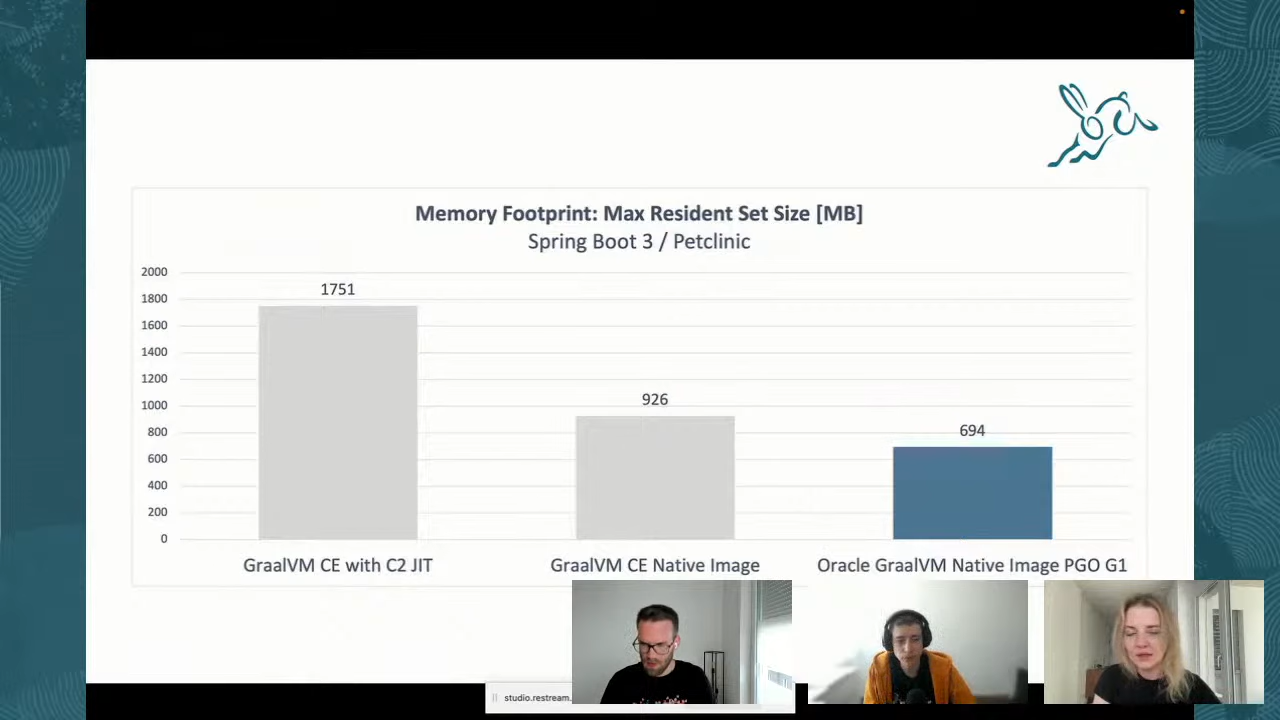 Memory Footprint: Max Resident Set Size [MB]
Spring Boot 3 / Petclinic
2000
1800
1600
1400
1200
1000
800
600
400
200
0
1751
926
694
GraalVM CE with C2 JIT
GraalVM CE Native Image
Oracle GraalVM Native Image PGO G1
studio.restream.